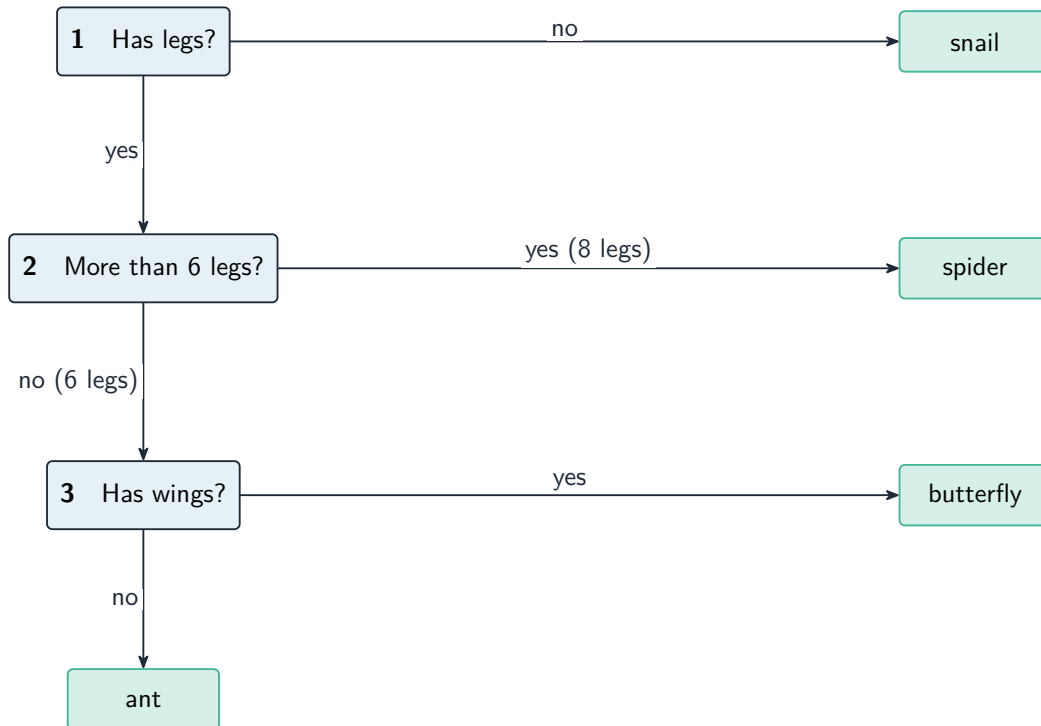 1 Has legs?
no
snail
yes
2 More than 6 legs?
yes (8 legs)
spider
no (6 legs)
3 Has wings?
yes
butterfly
no
ant